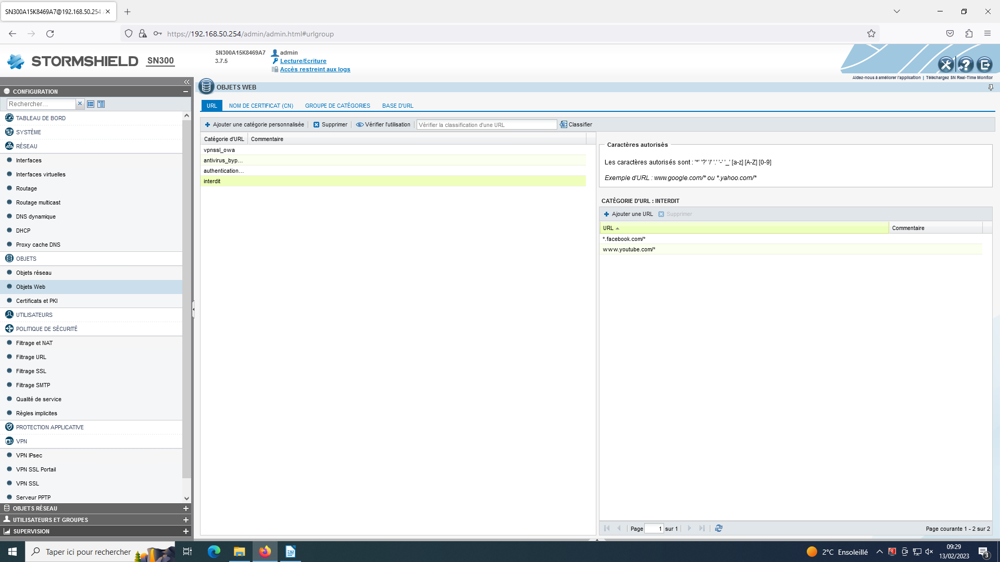 SN300A15K8469A7@192.168.50.254
https://192.168.50.254/admin/admin.html#urlgroup
STORMSHIELD SN300
SN300A15K8469A7
3.7.5
admin
Lecture/Ecriture
Accès restreint aux logs
Aidez-nous à améliorer l'application | Téléchargez SN Real-Time Monitor
CONFIGURATION
Rechercher...
TABLEAU DE BORD
SYSTÈME
RÉSEAU
Interfaces
Interfaces virtuelles
Routage
Routage multicast
DNS dynamique
DHCP
Proxy cache DNS
OBJETS
Objets réseau
Objets Web
Certificats et PKI
UTILISATEURS
POLITIQUE DE SÉCURITÉ
Filtrage et NAT
Filtrage URL
Filtrage SSL
Filtrage SMTP
Qualité de service
Règles implicites
PROTECTION APPLICATIVE
VPN
VPN IPsec
VPN SSL Portail
VPN SSL
Serveur PPTP
OBJETS RÉSEAU
UTILISATEURS ET GROUPES
SUPERVISION
OBJETS WEB
URL NOM DE CERTIFICAT (CN) GROUPE DE CATÉGORIES BASE D'URL
Ajouter une catégorie personnalisée Supprimer Vérifier l'utilisation Vérifier la classification d'une URL Classifier
Catégorie d'URL Commentaire
vpnssl_owa
antivirus_byp...
authentication...
interdit
Caractères autorisés
Les caractères autorisés sont : '*' '?' '/' '.' '-' '_' [a-z] [A-Z] [0-9]
Exemple d'URL : www.google.com/* ou *.yahoo.com/*
CATÉGORIE D'URL : INTERDIT
Ajouter une URL Supprimer
URL Commentaire
*.facebook.com/*
www.youtube.com/*
Page 1 sur 1 Page courante 1 - 2 sur 2
Taper ici pour rechercher
2°C Ensoleillé
09:29
13/02/2023
3